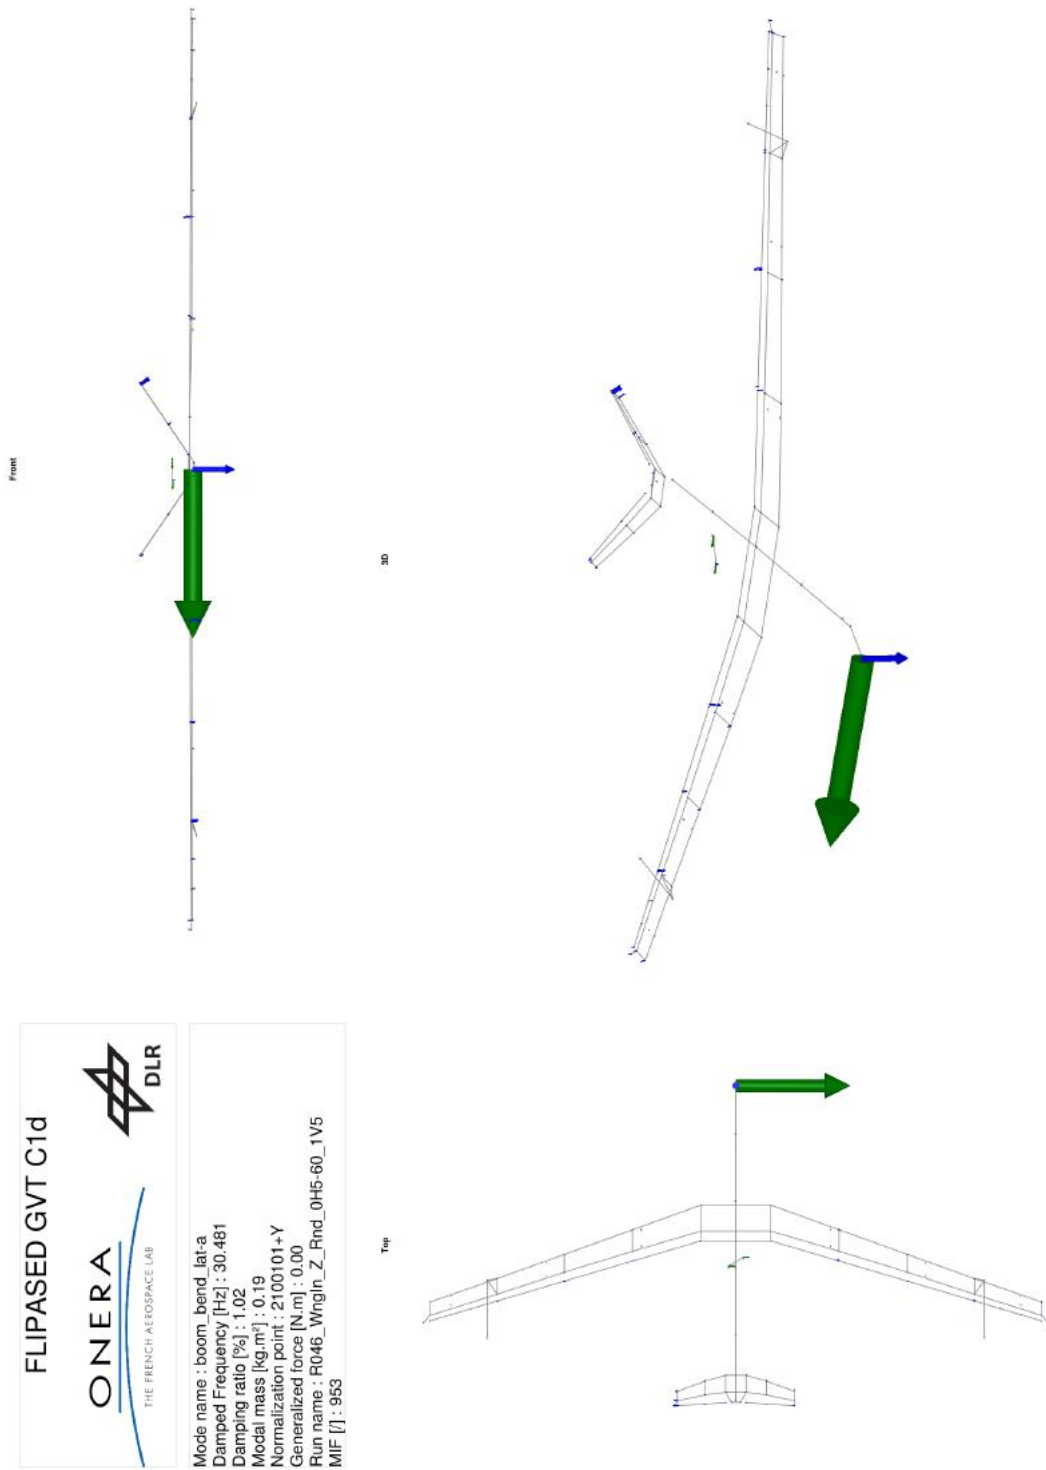 FLIPASED GVT C1d
ONERA
THE FRENCH AEROSPACE LAB
DLR
Mode name : boom_bend_lat-a
Damped Frequency [Hz] : 30.481
Damping ratio [%] : 1.02
Modal mass [kg.m²] : 0.19
Normalization point : 2100101+Y
Generalized force [N.m] : 0.00
Run name : R046_WngIn_Z_Rnd_0H5-60_1V5
MIF [/] : 953
Front
Top
3D